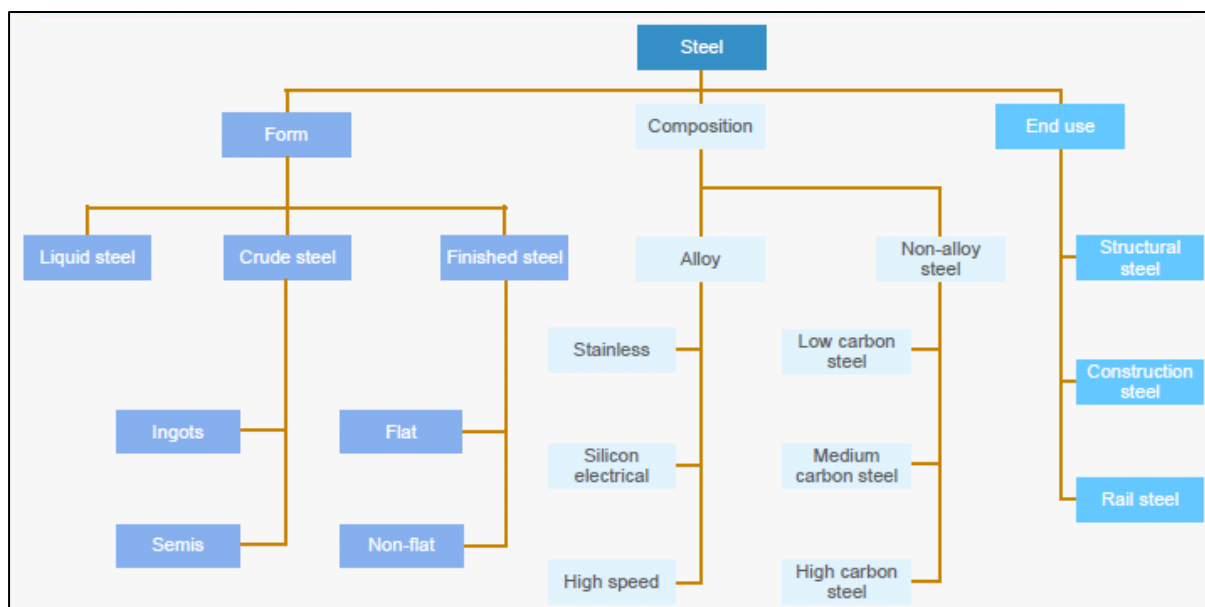 Steel
Form
Composition
End use
Liquid steel
Crude steel
Finished steel
Alloy
Non-alloy
steel
Structural
steel
Stainless
Low carbon
steel
Construction
steel
Ingots
Flat
Silicon
electrical
Medium
carbon steel
Rail steel
Semis
Non-flat
High speed
High carbon
steel